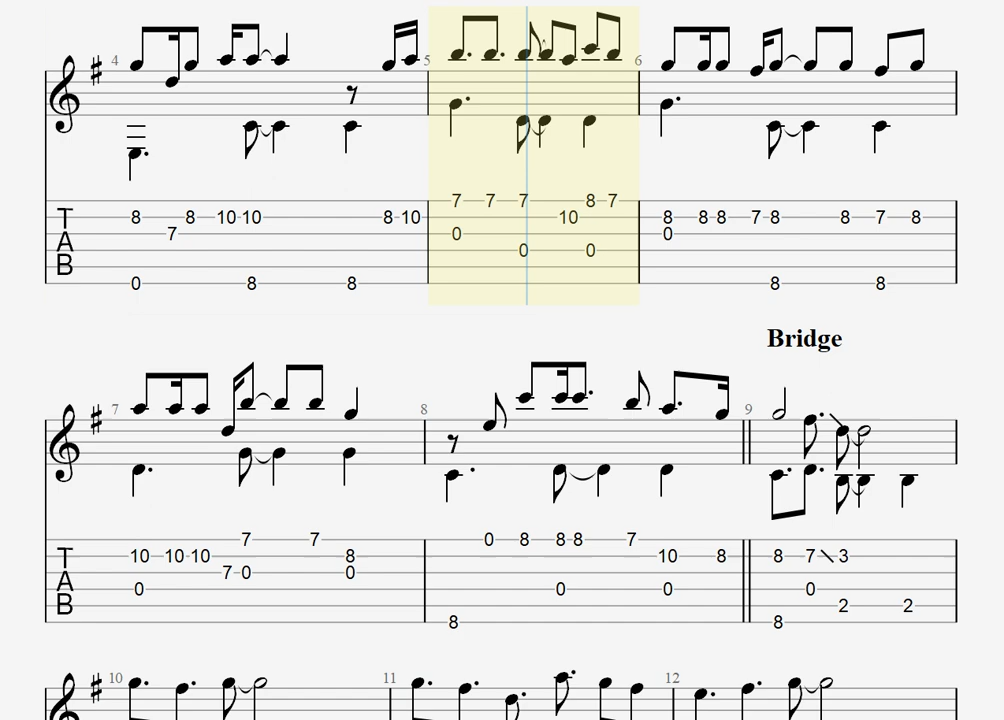 4 5 6
7 7 7 8 7
T 8 8 10 10 8 10 10 8 8 8 7 8 8 7 8
A 7 0 0
B 0 0
0 8 8 8 8
Bridge
7 8 9
7 7 0 8 8 8 7
T 10 10 10 8 10 8 8 7 3
A 7 0 0
B 0 0 0 0
2 2
8 8
10 11 12